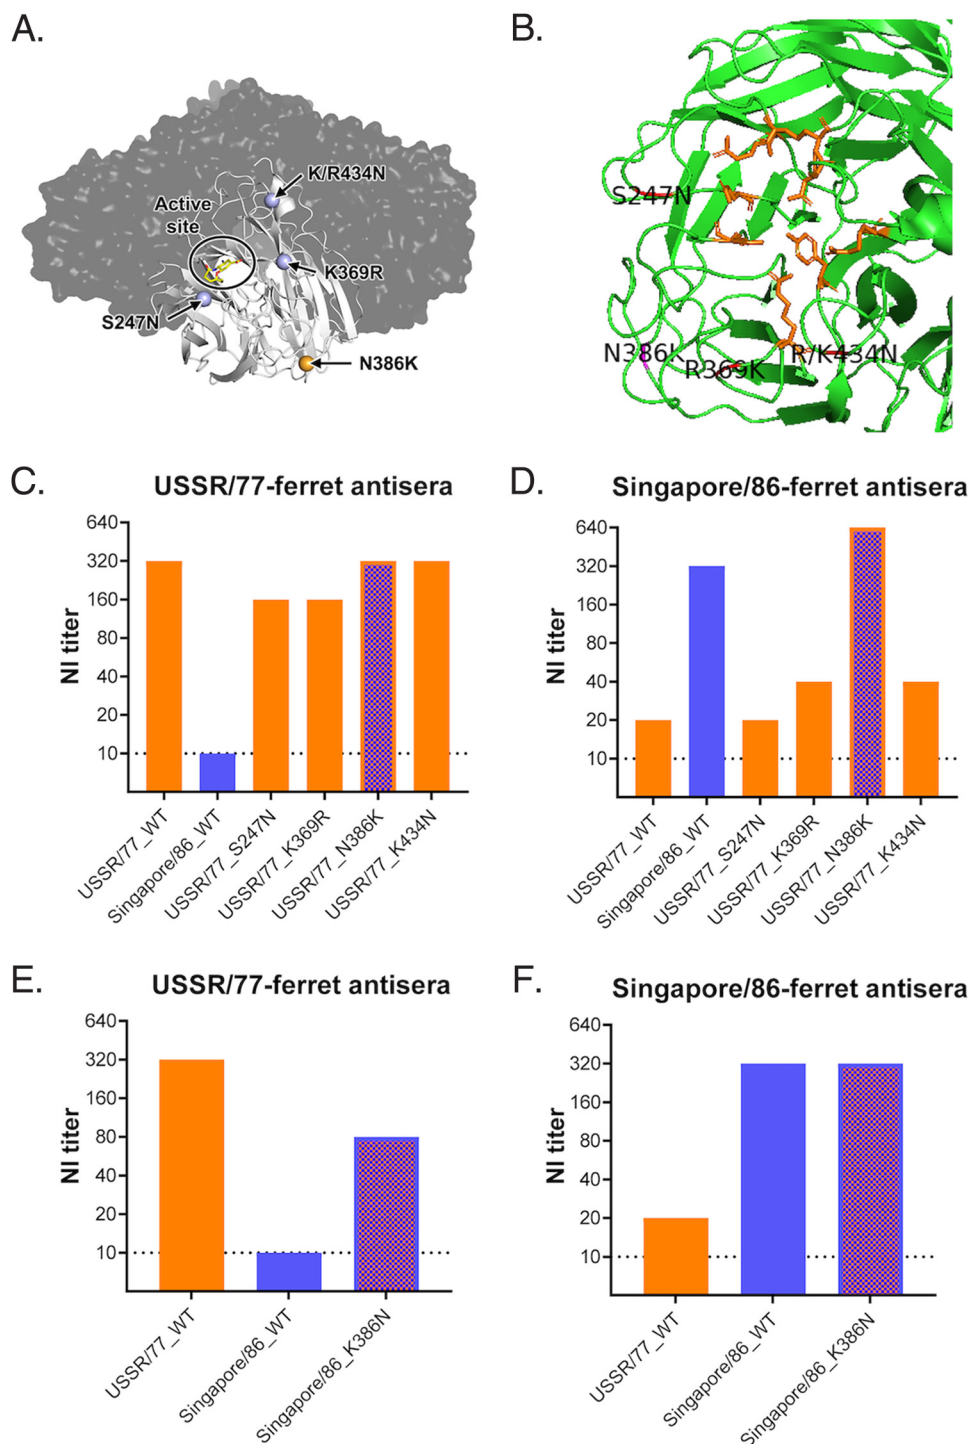 A.
K/R434N
Active
site
K369R
S247N
N386K
B.
S247N
N386K
R369K
R/K434N
C.
USSR/77-ferret antisera
NI titer
640
320
160
80
40
20
10
USSR/77_WT
Singapore/86_WT
USSR/77_S247N
USSR/77_K369R
USSR/77_N386K
USSR/77_K434N
D.
Singapore/86-ferret antisera
NI titer
640
320
160
80
40
20
10
USSR/77_WT
Singapore/86_WT
USSR/77_S247N
USSR/77_K369R
USSR/77_N386K
USSR/77_K434N
E.
USSR/77-ferret antisera
NI titer
640
320
160
80
40
20
10
USSR/77_WT
Singapore/86_WT
Singapore/86_K386N
F.
Singapore/86-ferret antisera
NI titer
640
320
160
80
40
20
10
USSR/77_WT
Singapore/86_WT
Singapore/86_K386N